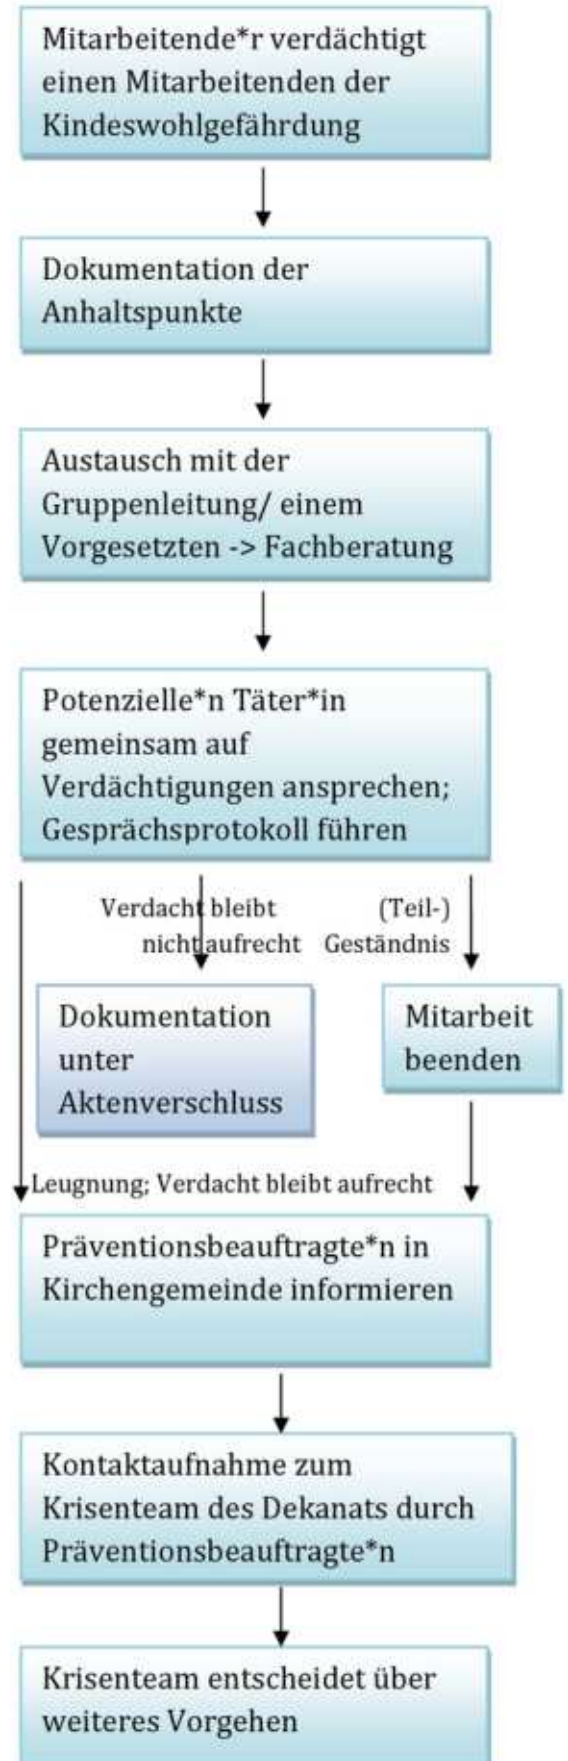 Mitarbeitende*r verdächtigt
einen Mitarbeitenden der
Kindeswohlgefährdung
Dokumentation der
Anhaltspunkte
Austausch mit der
Gruppenleitung/ einem
Vorgesetzten -> Fachberatung
Potenzielle*n Täter*in
gemeinsam auf
Verdächtigungen ansprechen;
Gesprächsprotokoll führen
Verdacht bleibt
nicht aufrecht
(Teil-)
Geständnis
Dokumentation
unter
Aktenverschluss
Mitarbeit
beenden
Leugnung; Verdacht bleibt aufrecht
Präventionsbeauftragte*n in
Kirchengemeinde informieren
Kontaktaufnahme zum
Krisenteam des Dekanats durch
Präventionsbeauftragte*n
Krisenteam entscheidet über
weiteres Vorgehen